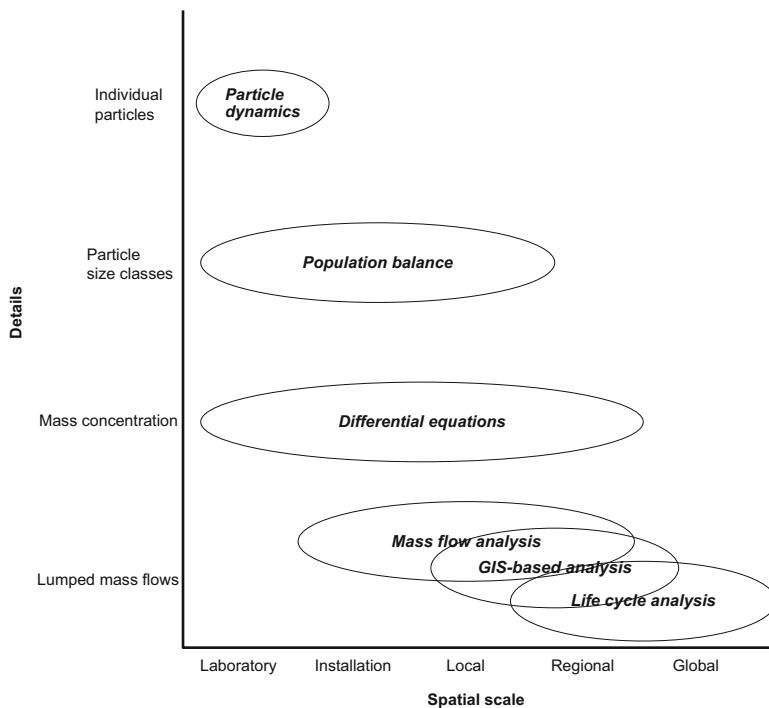 Individual
particles
Particle
dynamics
Particle
size classes
Population balance
Details
Mass concentration
Differential equations
Mass flow analysis
GIS-based analysis
Lumped mass flows
Life cycle analysis
Laboratory Installation Local Regional Global
Spatial scale